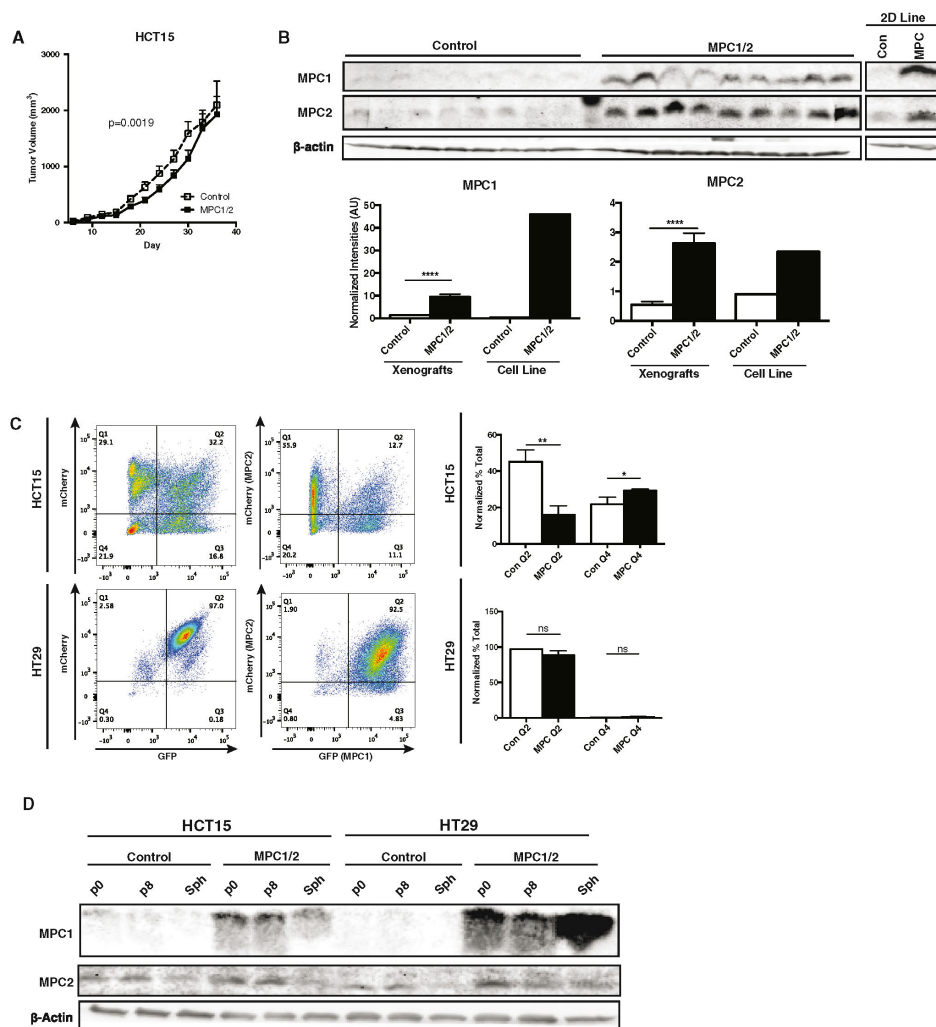 A
HCT15
3000
2000
1000
0
Tumor Volume (mm³)
p=0.0019
Control
MPC1/2
0 10 20 30 40
Day
B
Control MPC1/2
2D Line
Con MPC
MPC1
MPC2
β-actin
MPC1
Normalized Intensities (AU)
50
40
30
20
10
0
****
Control MPC1/2 Control MPC1/2
Xenografts Cell Line
MPC2
4
3
2
1
0
****
Control MPC1/2 Control MPC1/2
Xenografts Cell Line
C
HCT15
mCherry
Q1
29.1
Q2
32.2
Q4
21.9
Q3
16.8
mCherry (MPC2)
Q1
35.9
Q2
12.7
Q4
20.2
Q3
11.1
HCT15
Normalized % Total
60
40
20
0
** *
Con Q2 MPC Q2 Con Q4 MPC Q4
HT29
mCherry
Q1
2.58
Q2
97.0
Q4
0.30
Q3
0.18
GFP
mCherry (MPC2)
Q1
1.90
Q2
92.5
Q4
0.80
Q3
4.83
GFP (MPC1)
HT29
Normalized % Total
150
100
50
0
ns ns
Con Q2 MPC Q2 Con Q4 MPC Q4
D
HCT15 HT29
Control MPC1/2 Control MPC1/2
p0 p8 Sph p0 p8 Sph p0 p8 Sph p0 p8 Sph
MPC1
MPC2
β-Actin